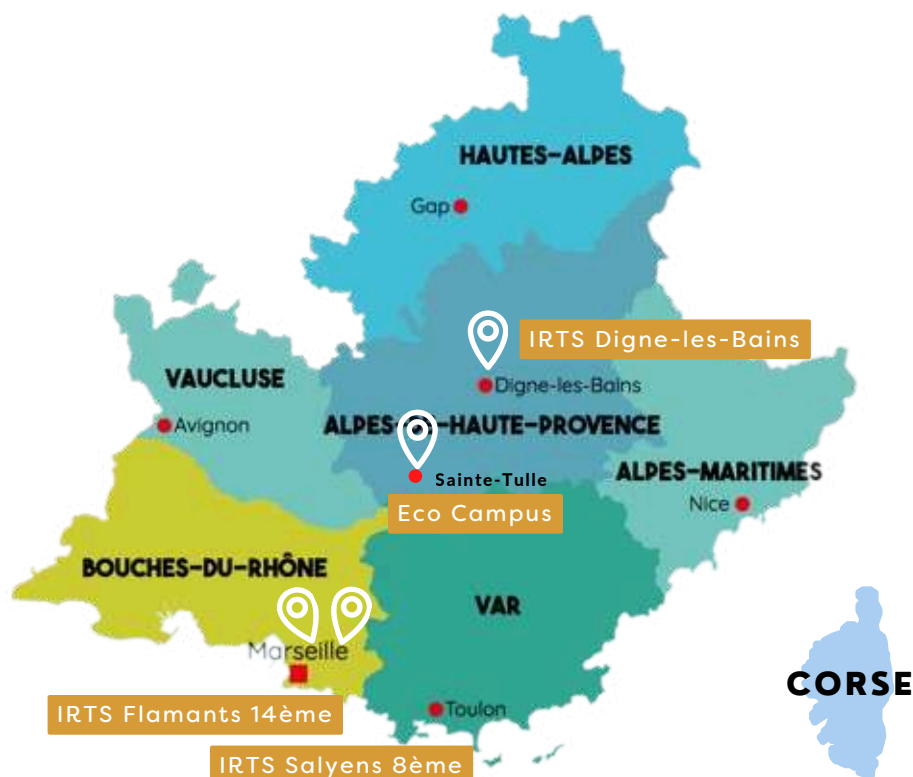 HAUTES-ALPES
Gap
IRTS Digne-les-Bains
VAUCLUSE
Digne-les-Bains
Avignon
ALPES-DE-HAUTE-PROVENCE
ALPES-MARITIMES
Sainte-Tulle
Nice
Eco Campus
BOUCHES-DU-RHÔNE
VAR
Marseille
CORSE
IRTS Flamants 14ème
Toulon
IRTS Salyens 8ème